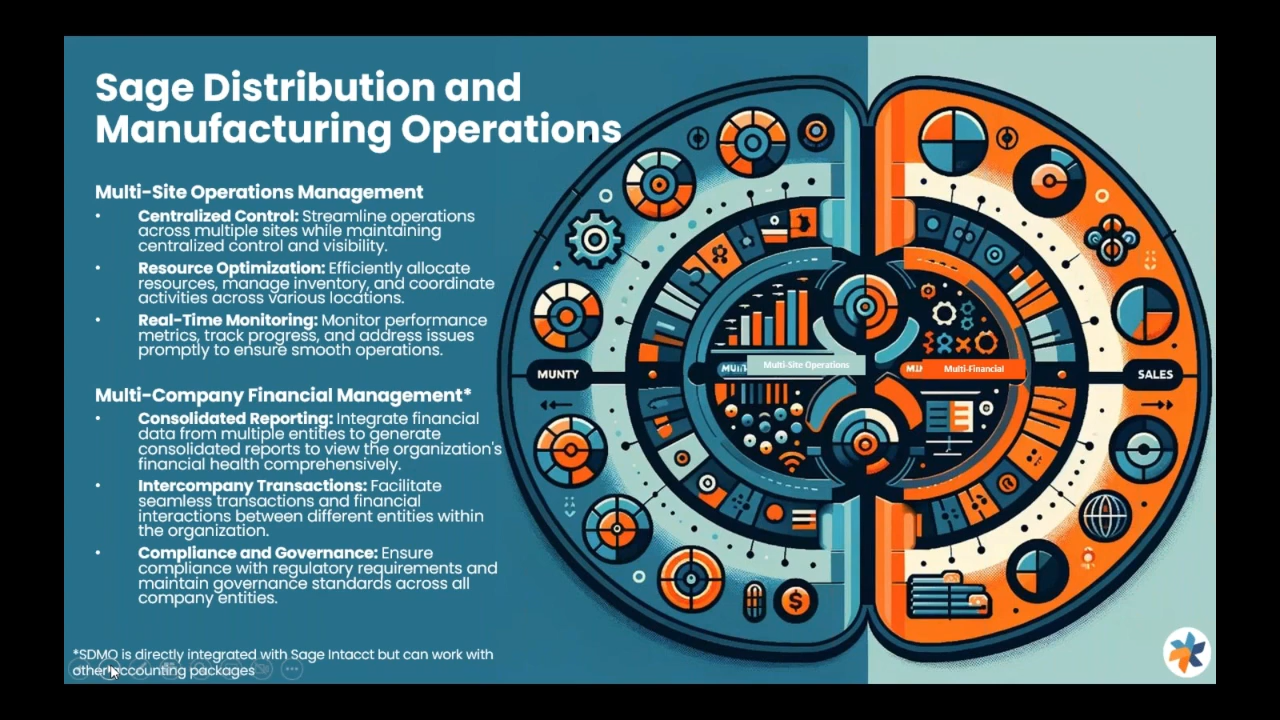 Sage Distribution and
Manufacturing Operations
Multi-Site Operations Management
• Centralized Control: Streamline operations
across multiple sites while maintaining
centralized control and visibility.
• Resource Optimization: Efficiently allocate
resources, manage inventory, and coordinate
activities across various locations.
• Real-Time Monitoring: Monitor performance
metrics, track progress, and address issues
promptly to ensure smooth operations.
Multi-Company Financial Management*
• Consolidated Reporting: Integrate financial
data from multiple entities to generate
consolidated reports to view the organization's
financial health comprehensively.
• Intercompany Transactions: Facilitate
seamless transactions and financial
interactions between different entities within
the organization.
• Compliance and Governance: Ensure
compliance with regulatory requirements and
maintain governance standards across all
company entities.
*SDMO is directly integrated with Sage Intacct but can work with
other accounting packages
MUNTY
Multi-Site Operations
Multi-Financial
SALES
$